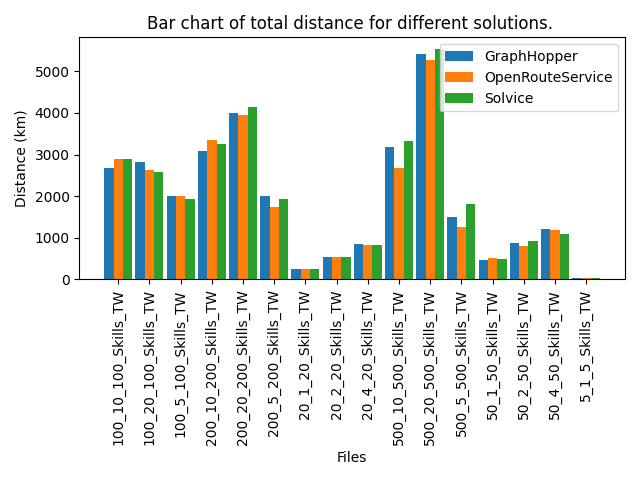 Bar chart of total distance for different solutions.
GraphHopper
OpenRouteService
Solvice
Distance (km)
5000
4000
3000
2000
1000
0
100_10_100_Skills_TW
100_20_100_Skills_TW
100_5_100_Skills_TW
200_10_200_Skills_TW
200_20_200_Skills_TW
200_5_200_Skills_TW
20_1_20_Skills_TW
20_2_20_Skills_TW
20_4_20_Skills_TW
500_10_500_Skills_TW
500_20_500_Skills_TW
500_5_500_Skills_TW
50_1_50_Skills_TW
50_2_50_Skills_TW
50_4_50_Skills_TW
5_1_5_Skills_TW
Files